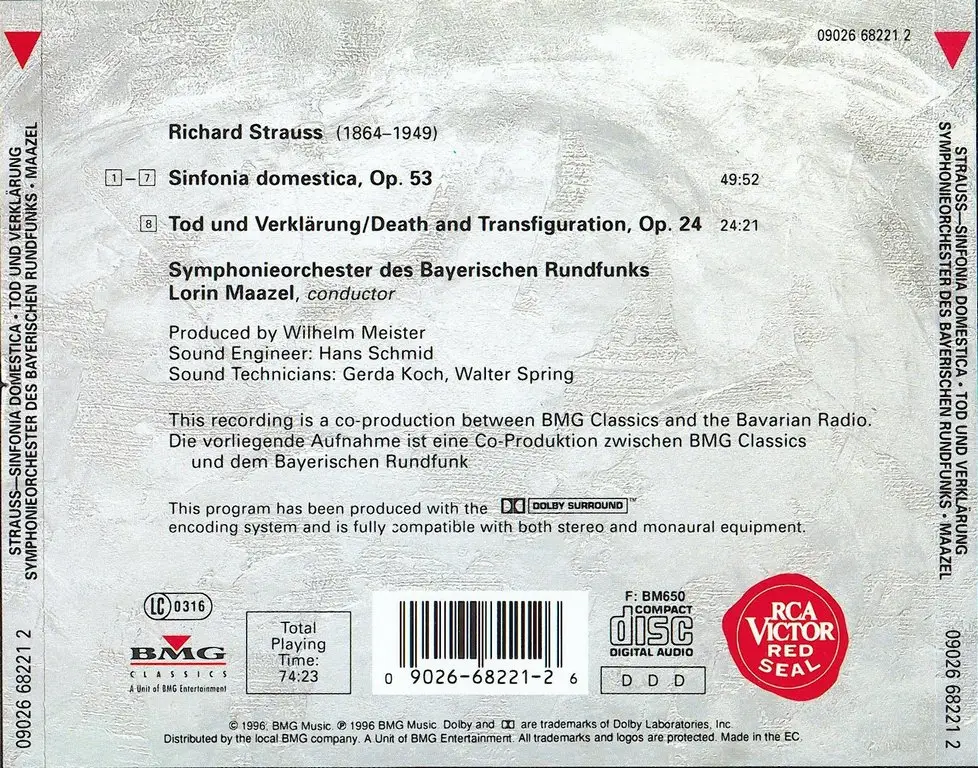 09026 68221 2
STRAUSS—SINFONIA DOMESTICA • TOD UND VERKLÄRUNG
SYMPHONIEORCHESTER DES BAYERISCHEN RUNDFUNKS • MAAZEL
09026 68221 2
Richard Strauss (1864–1949)
1–7 Sinfonia domestica, Op. 53 49:52
8 Tod und Verklärung/Death and Transfiguration, Op. 24 24:21
Symphonieorchester des Bayerischen Rundfunks
Lorin Maazel, conductor
Produced by Wilhelm Meister
Sound Engineer: Hans Schmid
Sound Technicians: Gerda Koch, Walter Spring
This recording is a co-production between BMG Classics and the Bavarian Radio.
Die vorliegende Aufnahme ist eine Co-Produktion zwischen BMG Classics
und dem Bayerischen Rundfunk
This program has been produced with the DOLBY SURROUND™
encoding system and is fully compatible with both stereo and monaural equipment.
LC 0316
BMG
CLASSICS
A Unit of BMG Entertainment
Total
Playing
Time:
74:23
0 9026-68221-2 6
F: BM650
COMPACT
disc
DIGITAL AUDIO
D D D
RCA
VICTOR
RED
SEAL
© 1996, BMG Music. ℗ 1996 BMG Music. Dolby and are trademarks of Dolby Laboratories, Inc.
Distributed by the local BMG company. A Unit of BMG Entertainment. All trademarks and logos are protected. Made in the EC.
STRAUSS—SINFONIA DOMESTICA • TOD UND VERKLÄRUNG
SYMPHONIEORCHESTER DES BAYERISCHEN RUNDFUNKS • MAAZEL
09026 68221 2